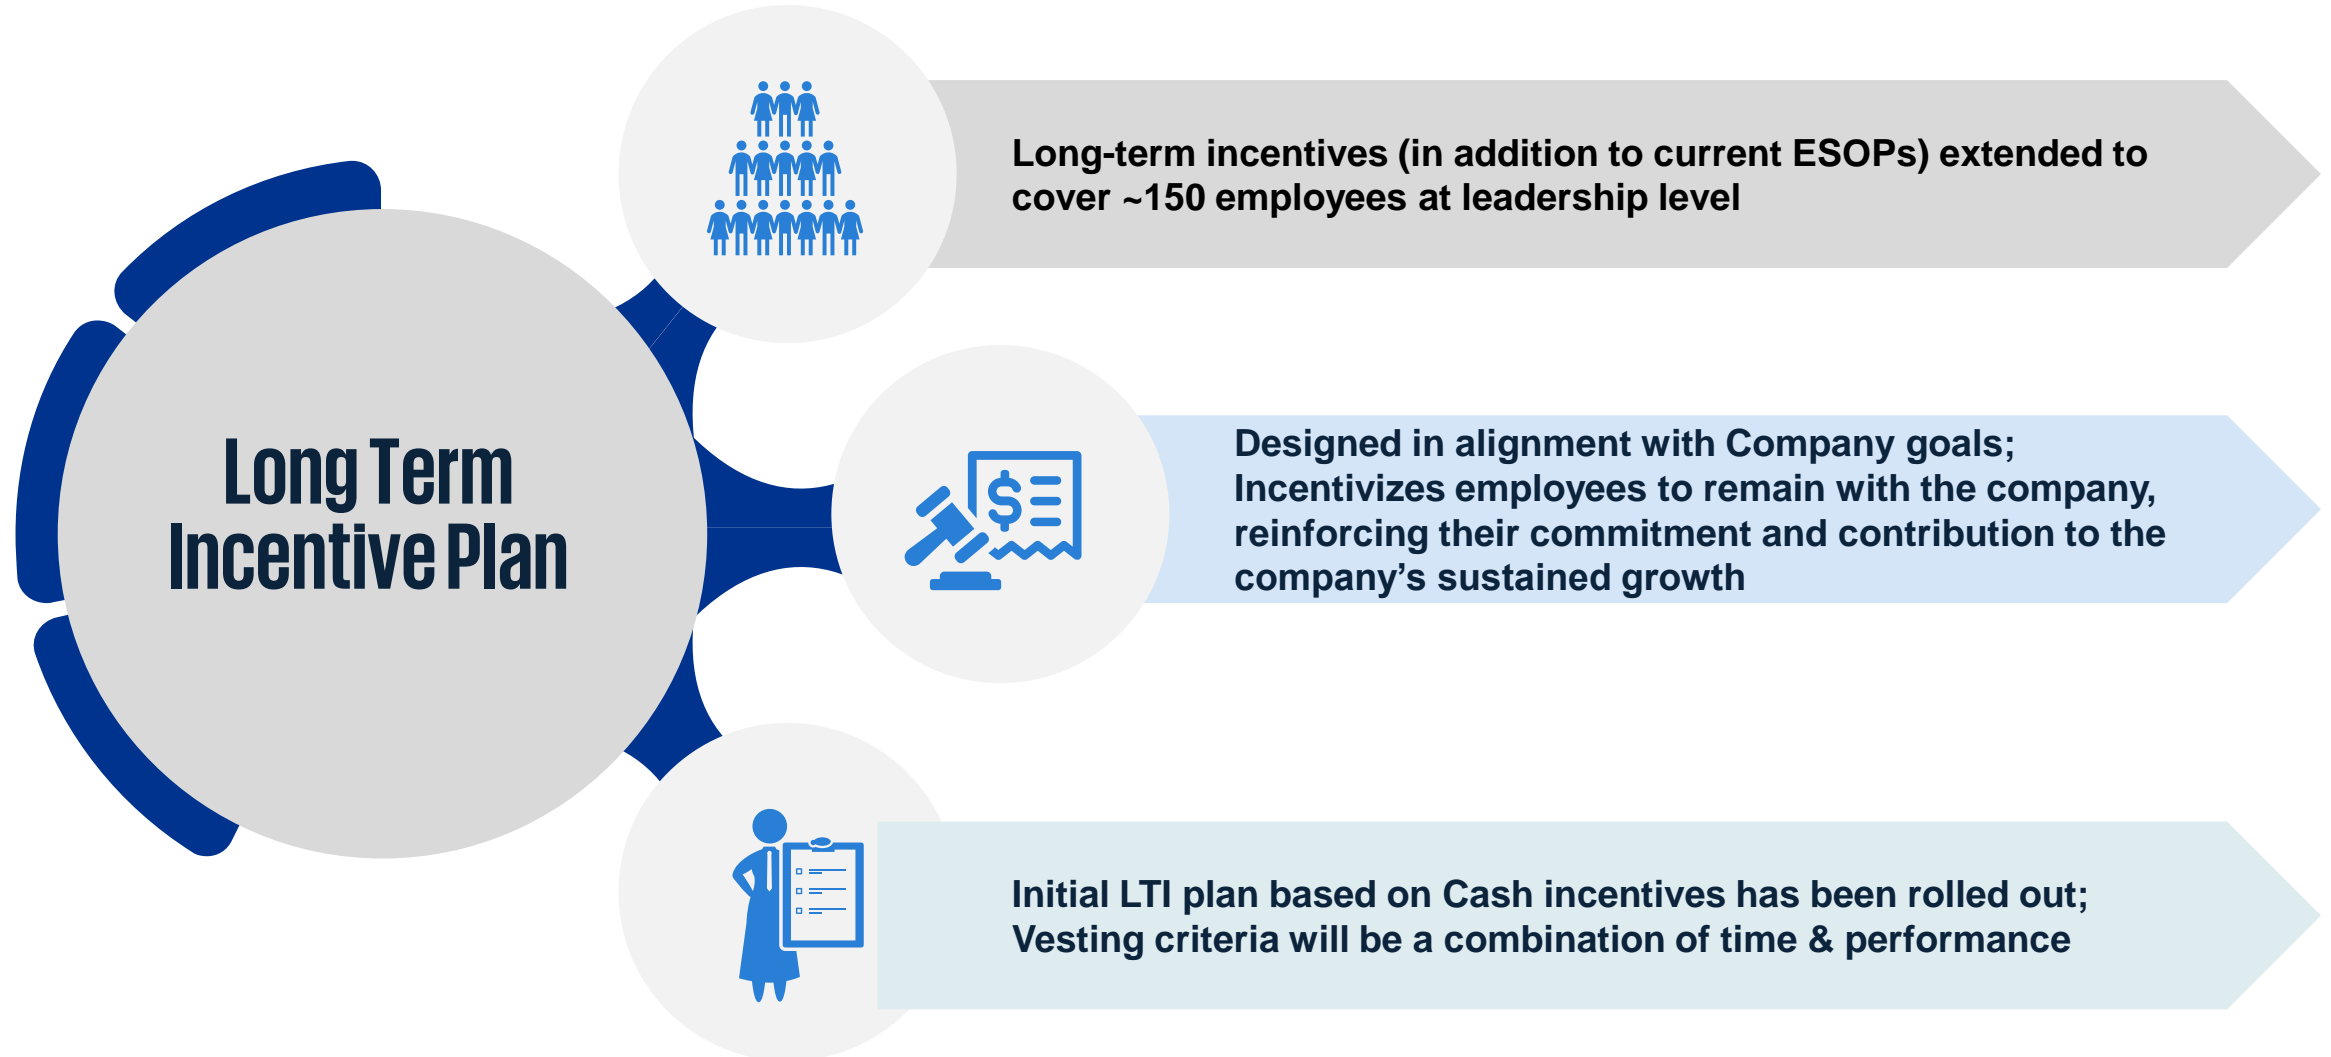 Long Term
Incentive Plan
Long-term incentives (in addition to current ESOPs) extended to
cover ~150 employees at leadership level
$
Designed in alignment with Company goals;
Incentivizes employees to remain with the company,
reinforcing their commitment and contribution to the
company’s sustained growth
Initial LTI plan based on Cash incentives has been rolled out;
Vesting criteria will be a combination of time & performance